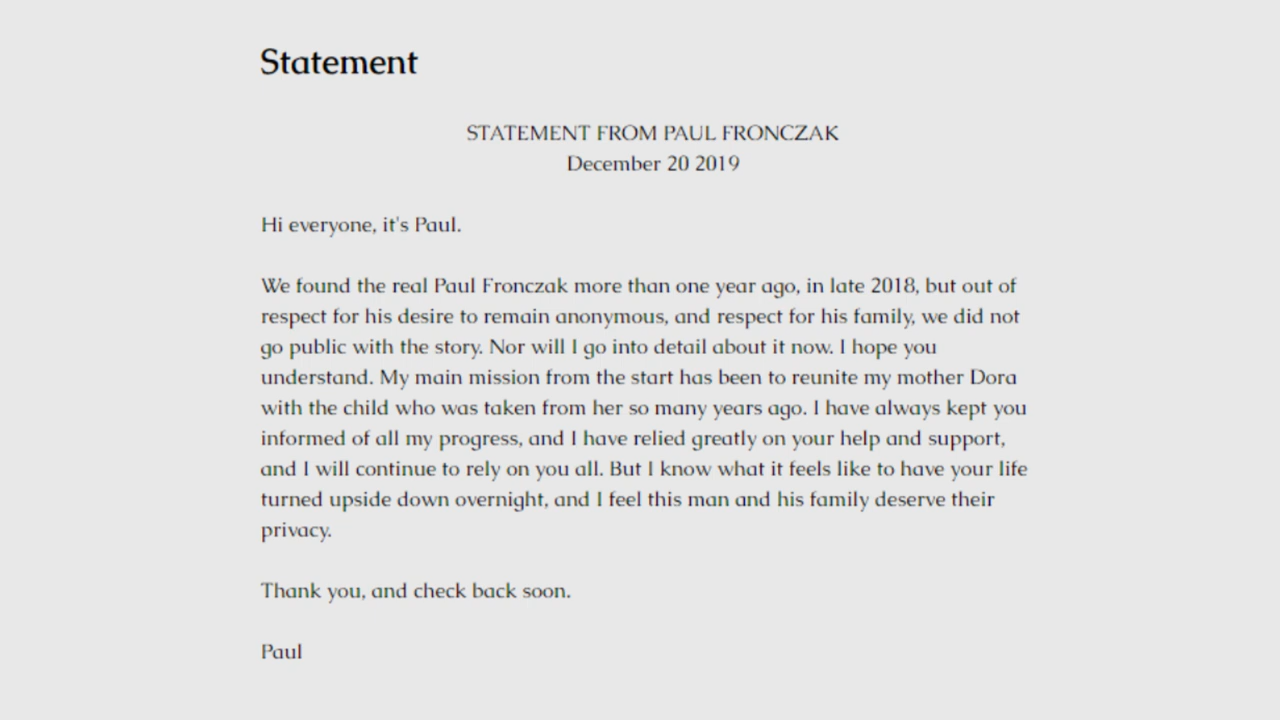 Statement
STATEMENT FROM PAUL FRONCZAK
December 20 2019
Hi everyone, it's Paul.
We found the real Paul Fronczak more than one year ago, in late 2018, but out of
respect for his desire to remain anonymous, and respect for his family, we did not
go public with the story. Nor will I go into detail about it now. I hope you
understand. My main mission from the start has been to reunite my mother Dora
with the child who was taken from her so many years ago. I have always kept you
informed of all my progress, and I have relied greatly on your help and support,
and I will continue to rely on you all. But I know what it feels like to have your life
turned upside down overnight, and I feel this man and his family deserve their
privacy.
Thank you, and check back soon.
Paul